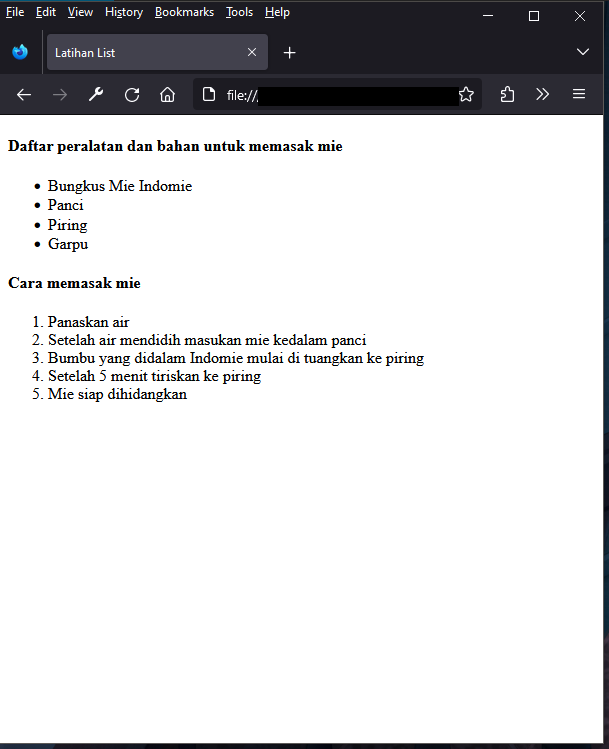 File Edit View History Bookmarks Tools Help
Latihan List
file://
Daftar peralatan dan bahan untuk memasak mie
• Bungkus Mie Indomie
• Panci
• Piring
• Garpu
Cara memasak mie
1. Panaskan air
2. Setelah air mendidih masukan mie kedalam panci
3. Bumbu yang didalam Indomie mulai di tuangkan ke piring
4. Setelah 5 menit tiriskan ke piring
5. Mie siap dihidangkan